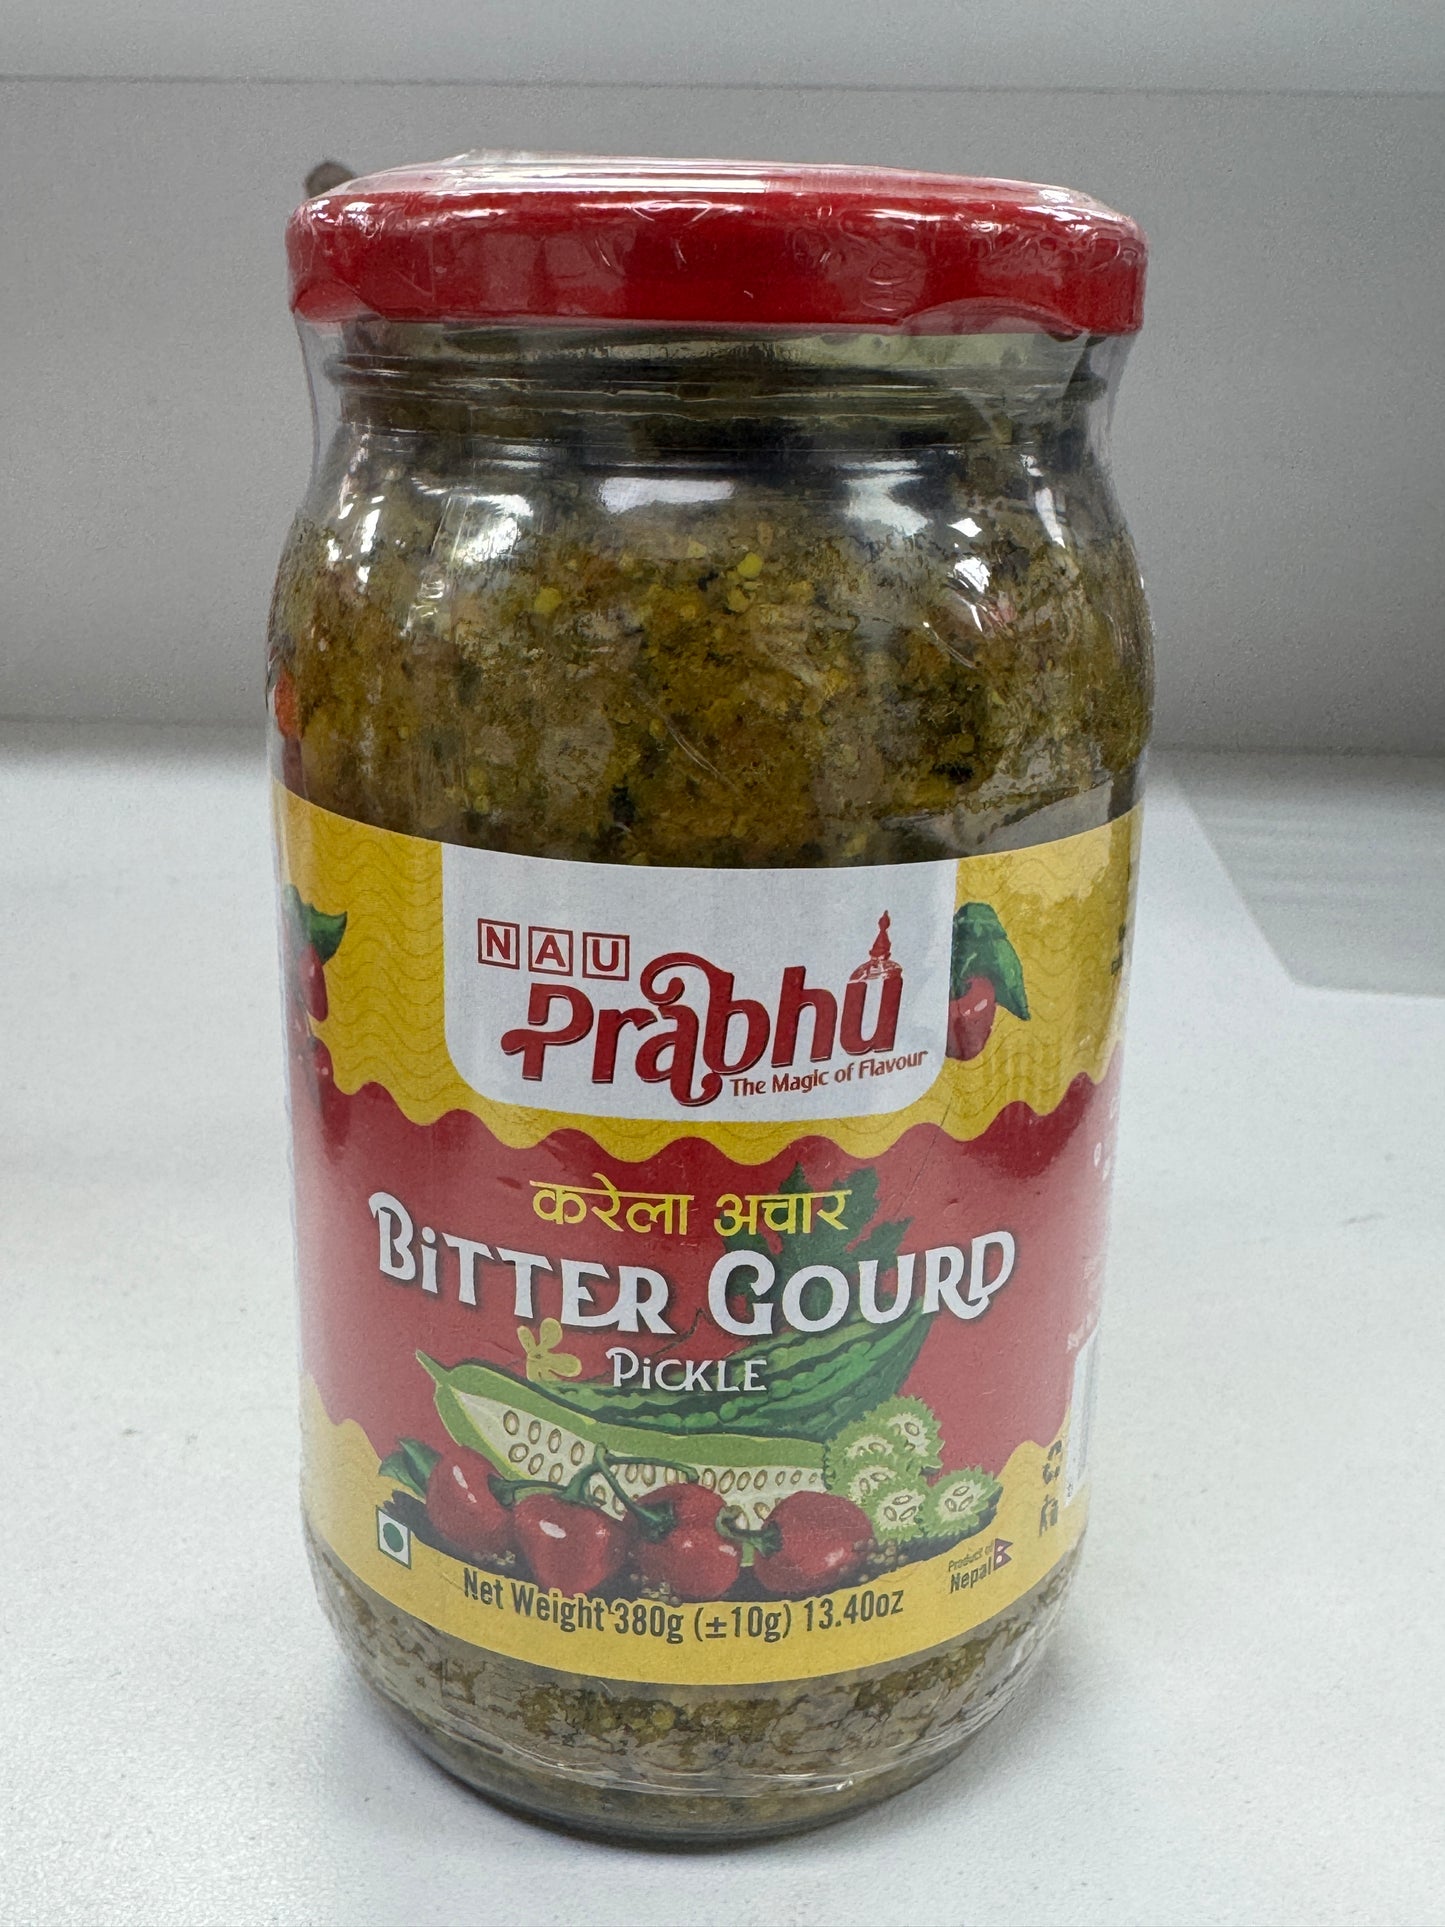 NAU
Prabhu
The Magic of Flavour
करेला अचार
BiTTER GOURD
PiCKLE
Product of
Nepal
Net Weight 380g (±10g) 13.40oz